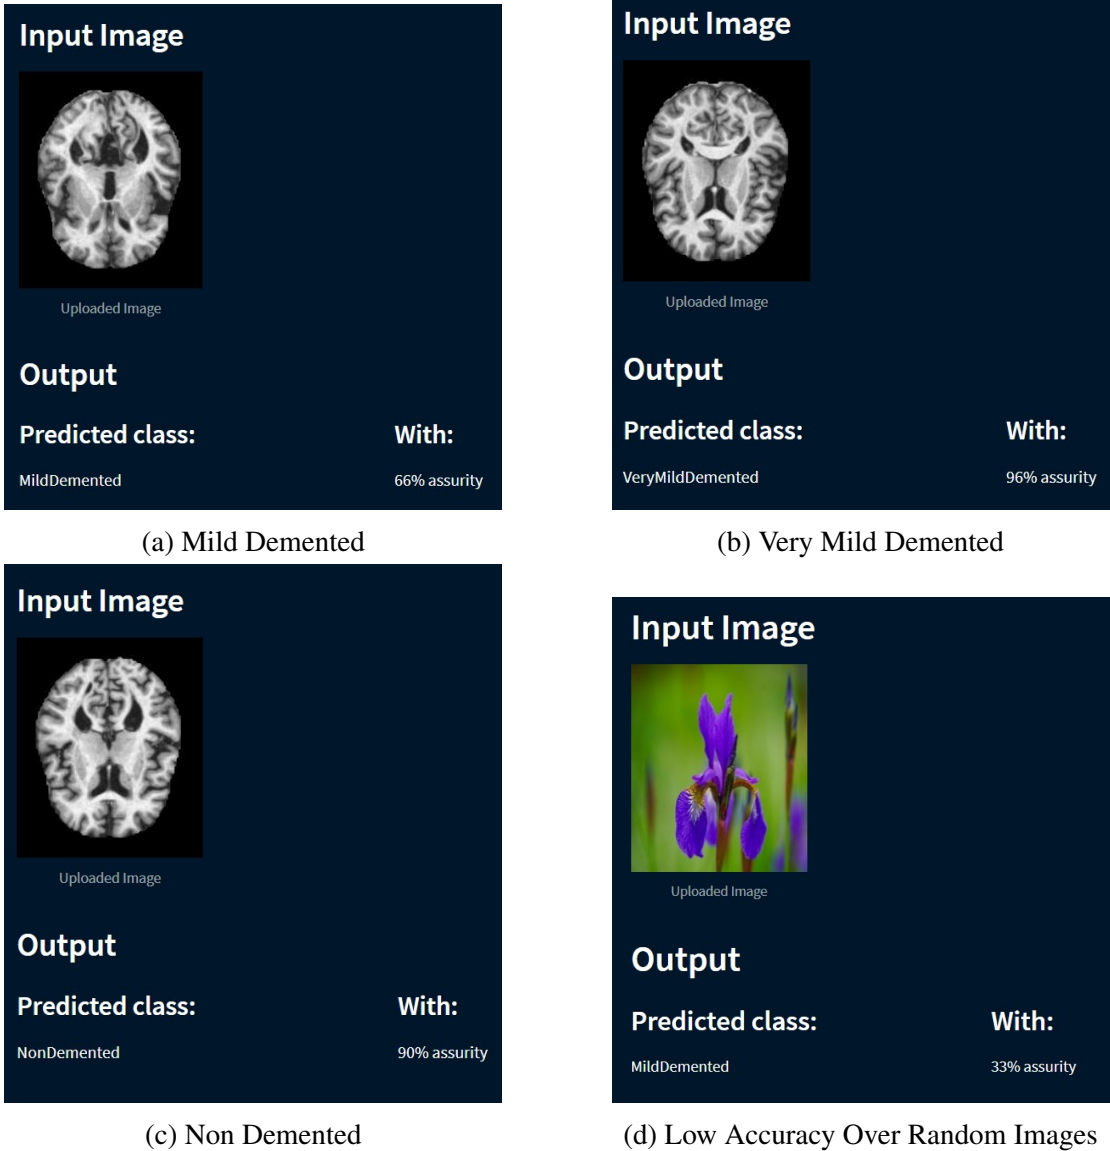 Input Image
Uploaded Image
Output
Predicted class: With:
MildDemented 66% assurity
(a) Mild Demented
Input Image
Uploaded Image
Output
Predicted class: With:
VeryMildDemented 96% assurity
(b) Very Mild Demented
Input Image
Uploaded Image
Output
Predicted class: With:
NonDemented 90% assurity
(c) Non Demented
Input Image
Uploaded Image
Output
Predicted class: With:
MildDemented 33% assurity
(d) Low Accuracy Over Random Images